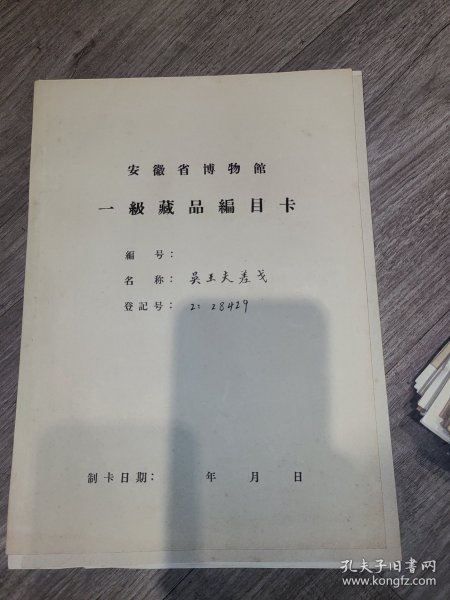 安徽省博物館
一級藏品編目卡
編 号：
名 称：吳王夫差戈
登記号：2：28429
制卡日期： 年 月 日
孔夫子旧书网
www.kongfz.com